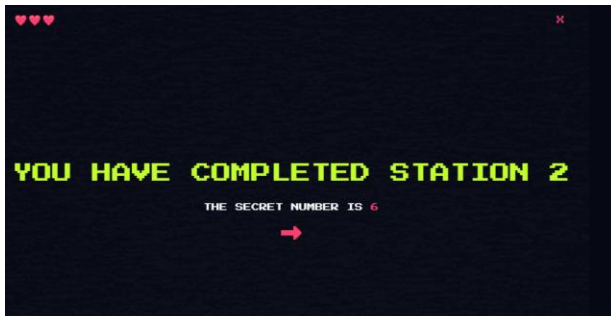 X
YOU HAVE COMPLETED STATION 2
THE SECRET NUMBER IS 6